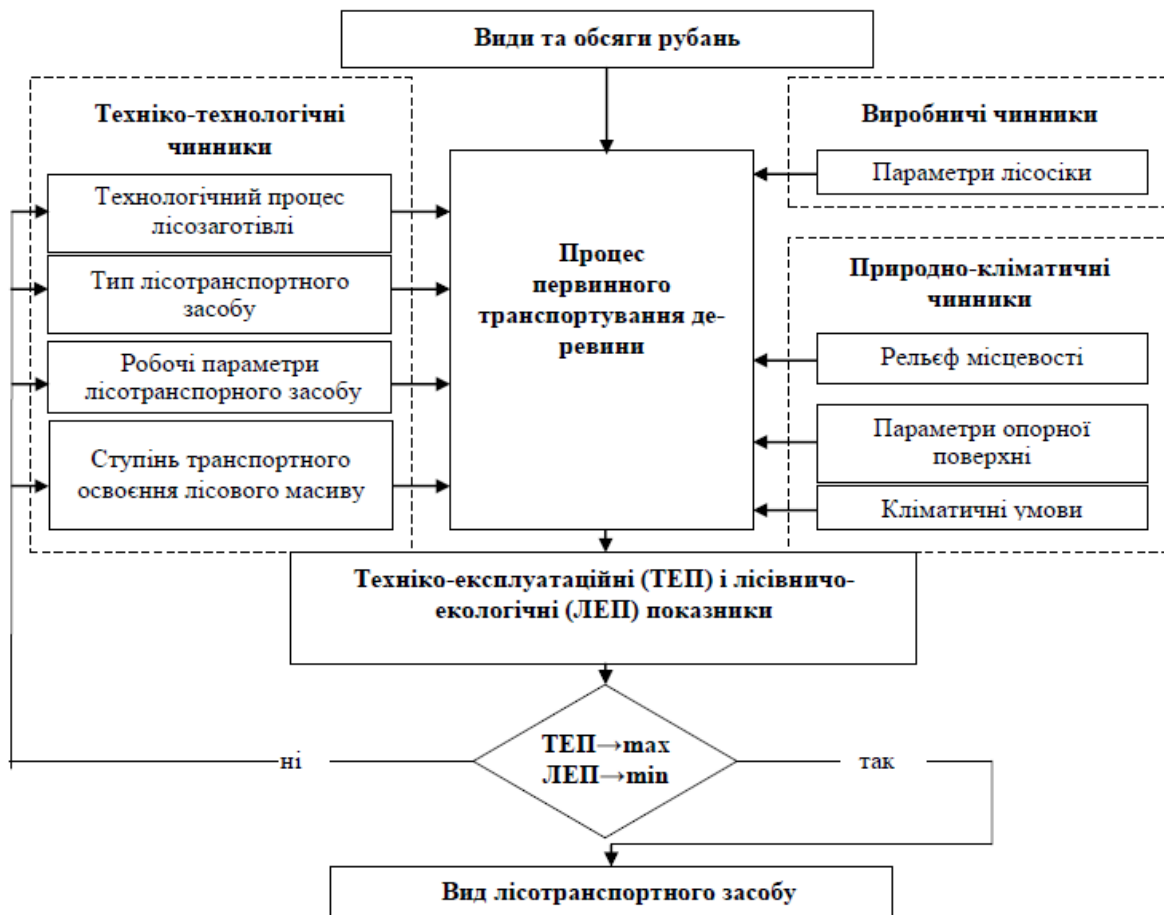 Види та обсяги рубань
Техніко-технологічні
чинники
Технологічний процес
лісозаготівлі
Тип лісотранспортного
засобу
Робочі параметри
лісотранспорного засобу
Ступінь транспортного
освоєння лісового масиву
Процес
первинного
транспортування де-
ревини
Виробничі чинники
Параметри лісосіки
Природно-кліматичні
чинники
Рельєф місцевості
Параметри опорної
поверхні
Кліматичні умови
Техніко-експлуатаційні (ТЕП) і лісівничо-
екологічні (ЛЕП) показники
ТЕП→max
ЛЕП→min
ні
так
Вид лісотранспортного засобу